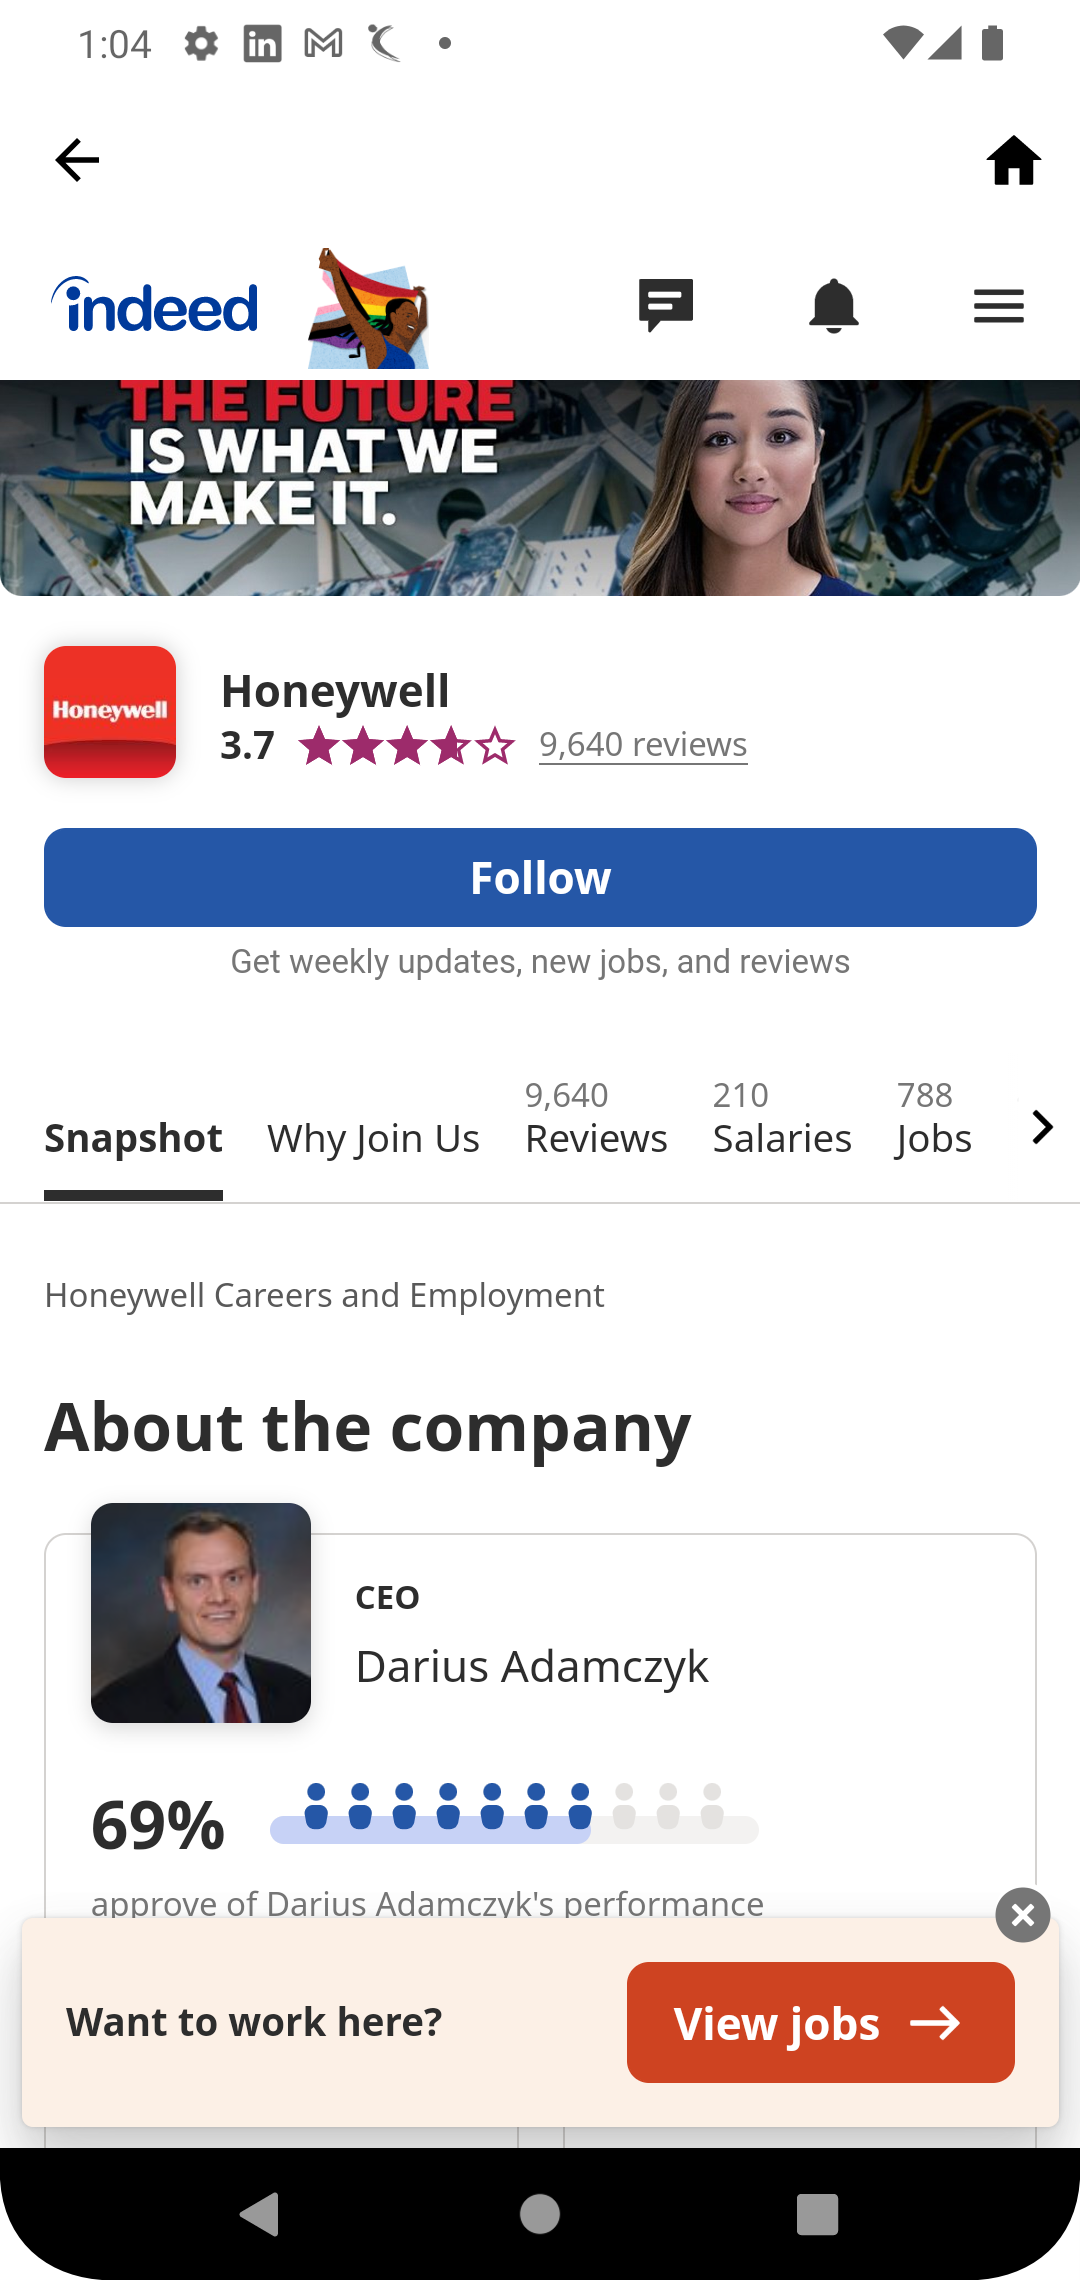 1:04
indeed
THE FUTURE
IS WHAT WE
MAKE IT.
Honeywell
Honeywell
3.7
9,640 reviews
Follow
Get weekly updates, new jobs, and reviews
Snapshot
Why Join Us
9,640
Reviews
210
Salaries
788
Jobs
Honeywell Careers and Employment
About the company
CEO
Darius Adamczyk
69%
approve of Darius Adamczyk's performance
Want to work here?
View jobs